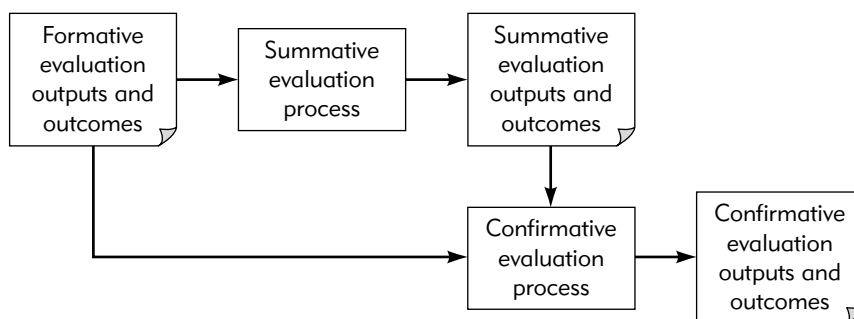 Formative
evaluation
outputs and
outcomes
Summative
evaluation
process
Summative
evaluation
outputs and
outcomes
Confirmative
evaluation
process
Confirmative
evaluation
outputs and
outcomes